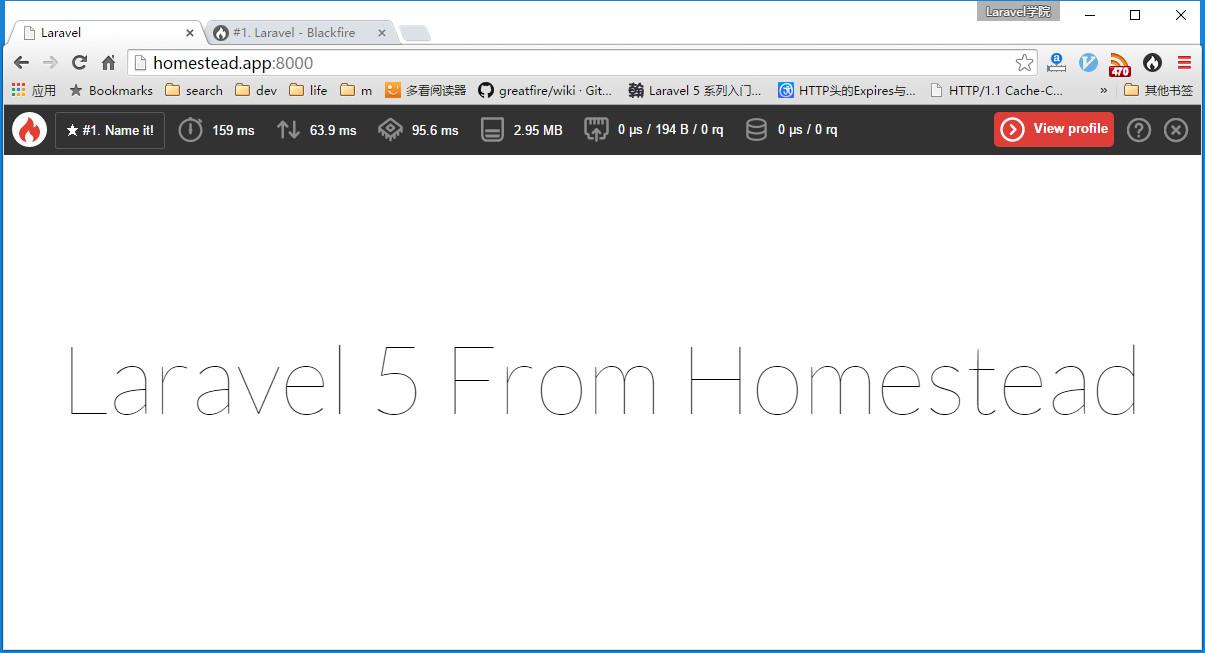 Laravel学院
Laravel #1. Laravel - Blackfire
homestead.app:8000 470
应用 Bookmarks search dev life m 多看阅读器 greatfire/wiki · Git... Laravel 5 系列入门... HTTP头的Expires与... HTTP/1.1 Cache-C... » 其他书签
★ #1. Name it! 159 ms 63.9 ms 95.6 ms 2.95 MB 0 µs / 194 B / 0 rq 0 µs / 0 rq View profile ?
Laravel 5 From Homestead